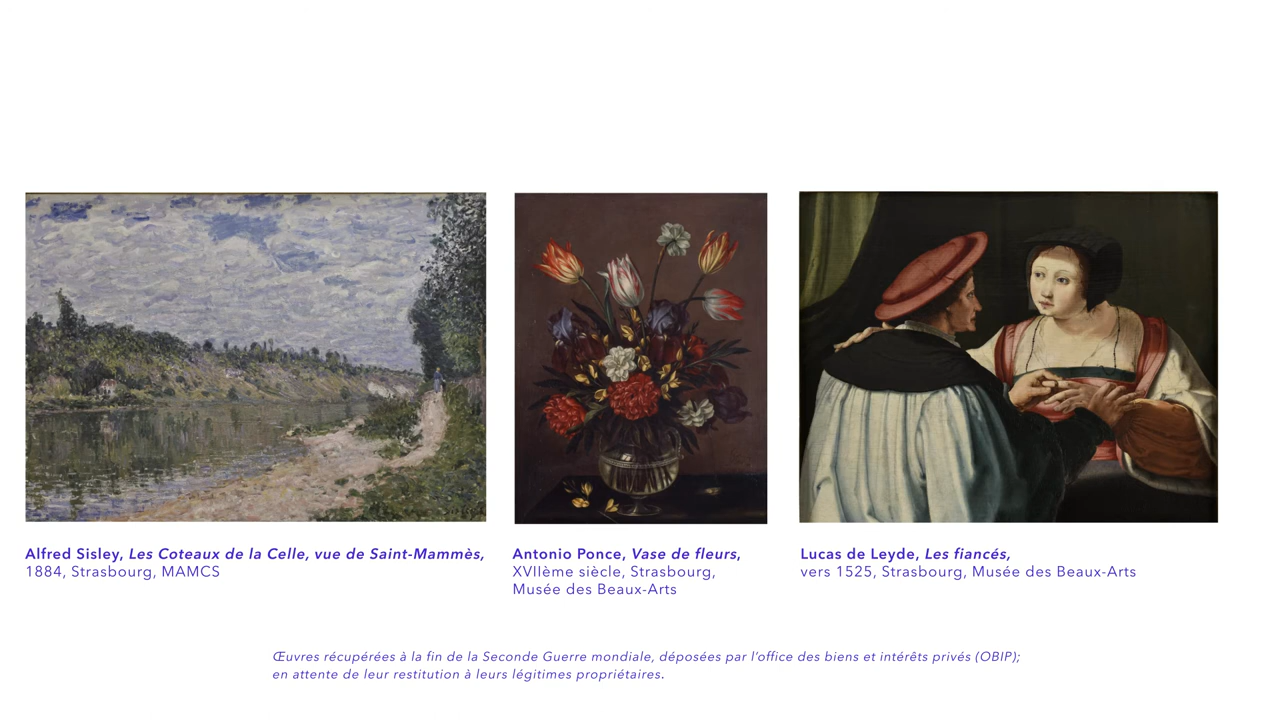 Alfred Sisley, Les Coteaux de la Celle, vue de Saint-Mammès,
1884, Strasbourg, MAMCS
Antonio Ponce, Vase de fleurs,
XVIIème siècle, Strasbourg,
Musée des Beaux-Arts
Lucas de Leyde, Les fiancés,
vers 1525, Strasbourg, Musée des Beaux-Arts
Œuvres récupérées à la fin de la Seconde Guerre mondiale, déposées par l’office des biens et intérêts privés (OBIP);
en attente de leur restitution à leurs légitimes propriétaires.